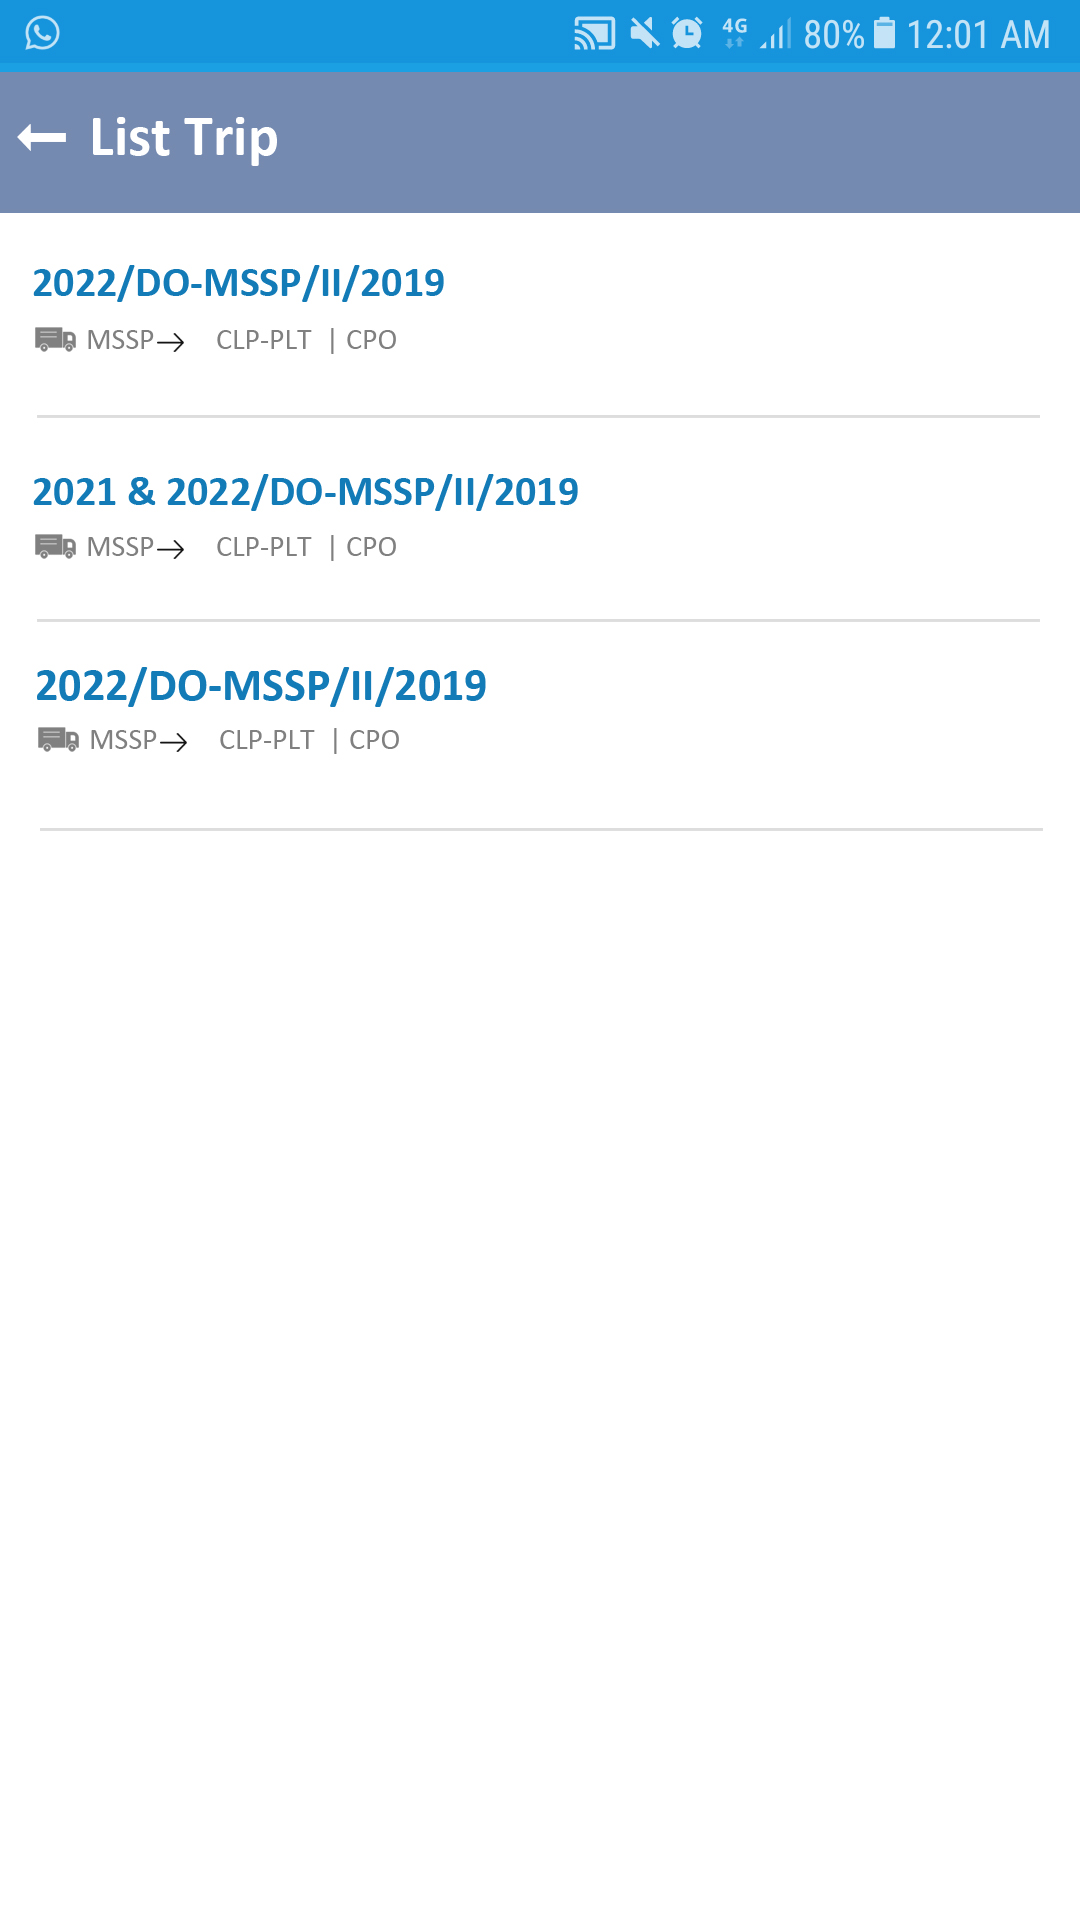 4G 80% 12:01 AM
List Trip
2022/DO-MSSP/II/2019
MSSP→ CLP-PLT | CPO
2021 & 2022/DO-MSSP/II/2019
MSSP→ CLP-PLT | CPO
2022/DO-MSSP/II/2019
MSSP→ CLP-PLT | CPO